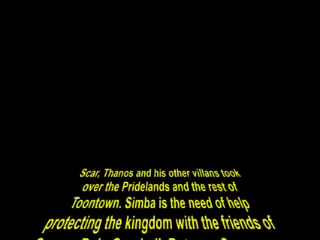 Scar, Thanos and his other villans took
over the Pridelands and the rest of
Toontown. Simba is the need of help
protecting the kingdom with the friends of